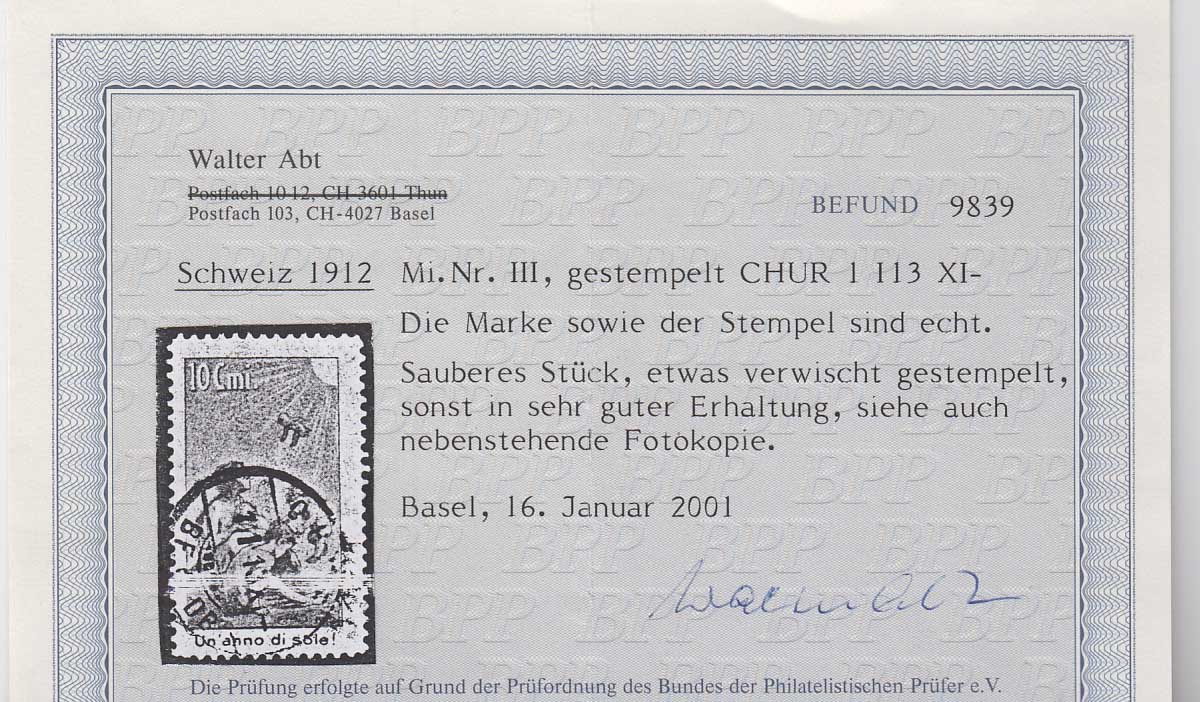 Walter Abt
Postfach 10 12, CH 3601 Thun
Postfach 103, CH-4027 Basel
BEFUND 9839
Schweiz 1912 Mi.Nr. III, gestempelt CHUR 1 I13 XI-
Die Marke sowie der Stempel sind echt.
Sauberes Stück, etwas verwischt gestempelt,
sonst in sehr guter Erhaltung, siehe auch
nebenstehende Fotokopie.
Basel, 16. Januar 2001
10 Cmi.
Un'anno di sole!
Die Prüfung erfolgte auf Grund der Prüfordnung des Bundes der Philatelistischen Prüfer e.V.
BPP